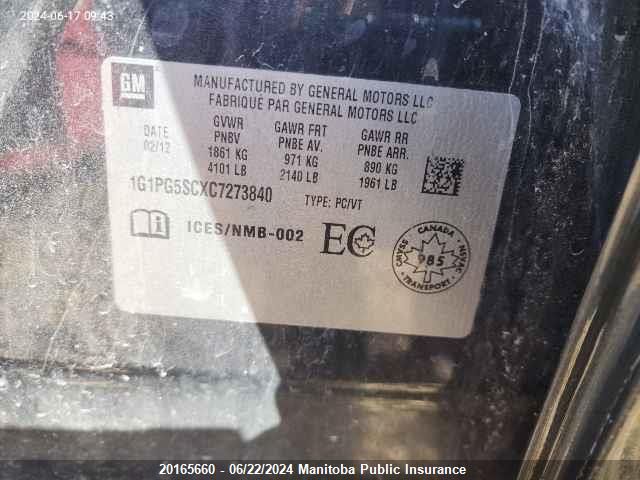 2024-06-17 09:43
GM
MANUFACTURED BY GENERAL MOTORS LLC
FABRIQUÉ PAR GENERAL MOTORS LLC
DATE
02/12
GVWR
PNBV
1861 KG
4101 LB
GAWR FRT
PNBE AV.
971 KG
2140 LB
GAWR RR
PNBE ARR.
890 KG
1961 LB
1G1PG5SCXC7273840
TYPE: PC/VT
i
ICES/NMB-002
EC
CANADA
CMVSS
NSVAC
985
TRANSPORT
20165660 - 06/22/2024 Manitoba Public Insurance